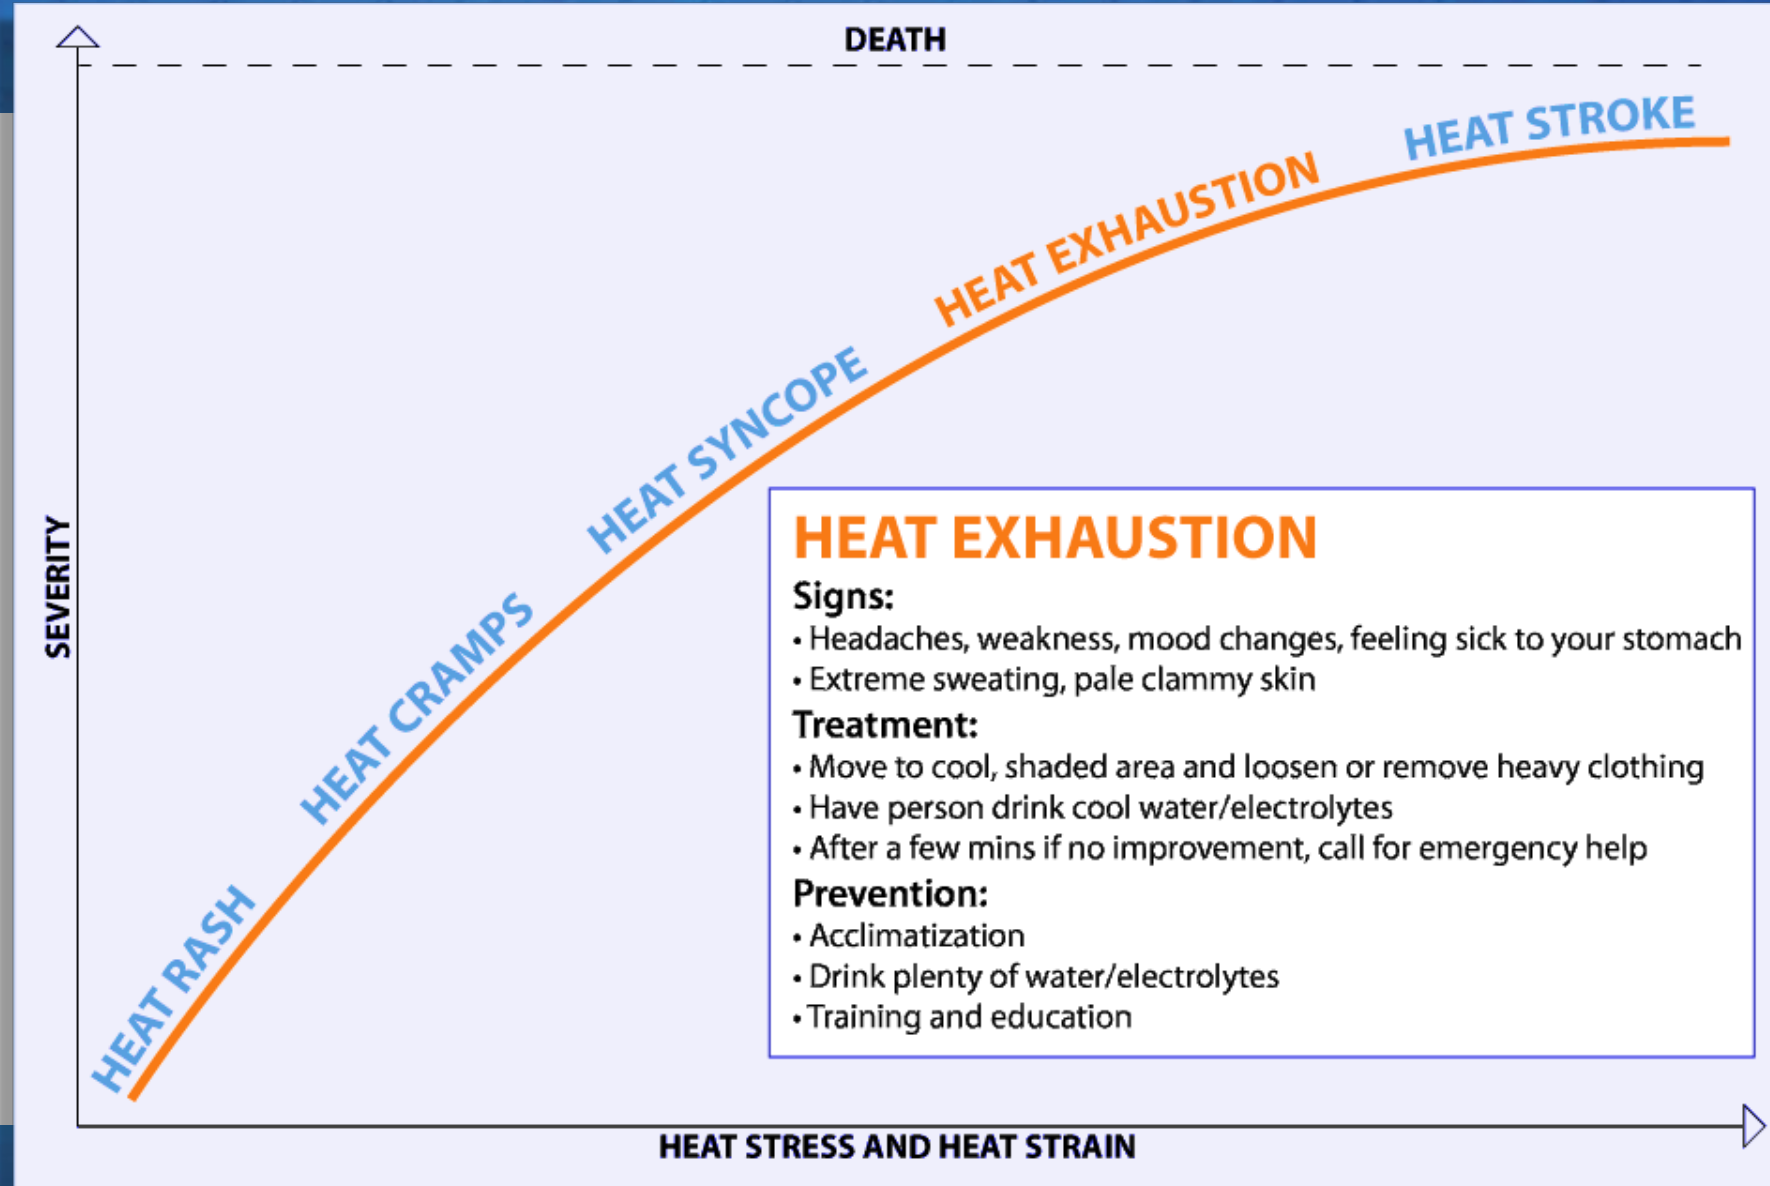 DEATH
HEAT STROKE
HEAT EXHAUSTION
HEAT SYNCOPE
HEAT CRAMPS
HEAT RASH
SEVERITY
HEAT EXHAUSTION
Signs:
• Headaches, weakness, mood changes, feeling sick to your stomach
• Extreme sweating, pale clammy skin
Treatment:
• Move to cool, shaded area and loosen or remove heavy clothing
• Have person drink cool water/electrolytes
• After a few mins if no improvement, call for emergency help
Prevention:
• Acclimatization
• Drink plenty of water/electrolytes
• Training and education
HEAT STRESS AND HEAT STRAIN